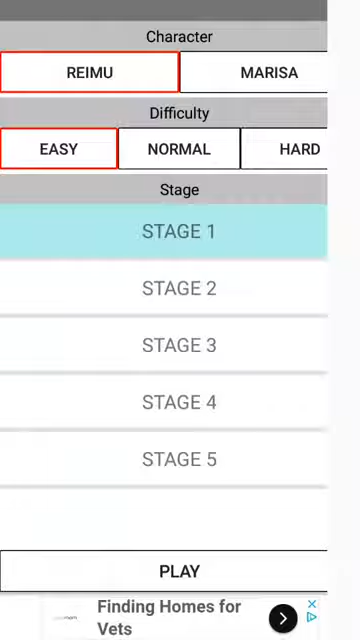 Character
REIMU MARISA
Difficulty
EASY NORMAL HARD
Stage
STAGE 1
STAGE 2
STAGE 3
STAGE 4
STAGE 5
PLAY
Finding Homes for
Vets